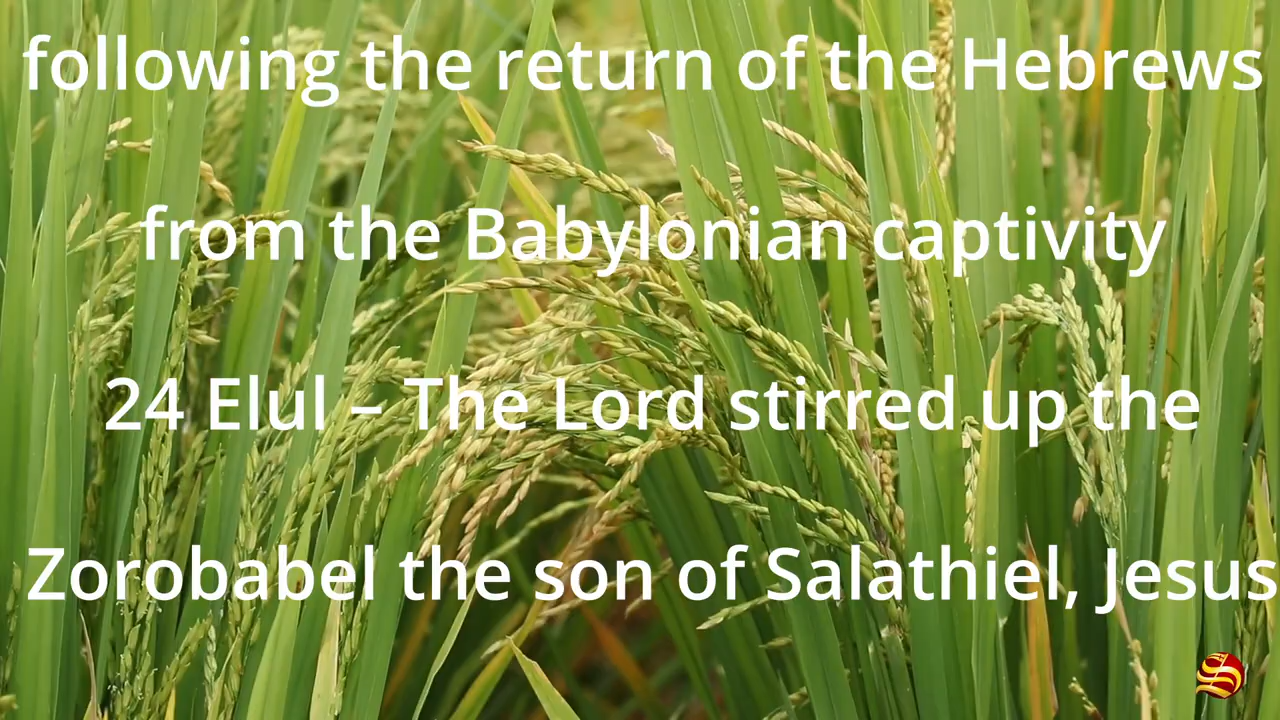 following the return of the Hebrews
from the Babylonian captivity
24 Elul – The Lord stirred up the
Zorobabel the son of Salathiel, Jesus